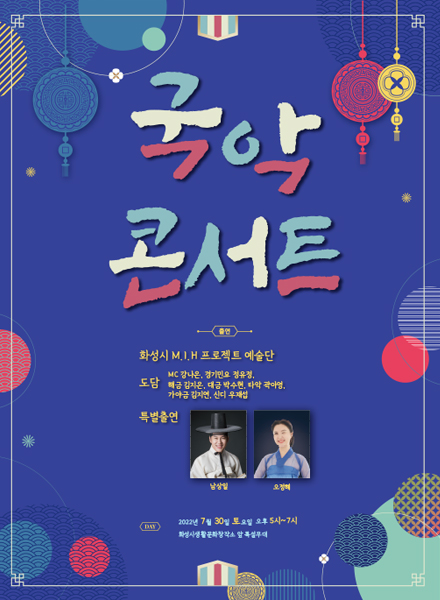 국악
콘서트
출연
화성시 M.I.H 프로젝트 예술단
도담
MC 강나은, 경기민요 정유정,
해금 김지은, 대금 박수현, 타악 곽아영,
가야금 김지연, 신디 우재섭
특별출연
남상일
오정해
DAY
2022년 7월 30일 토요일 오후 5시~7시
화성시생활문화창작소 앞 특설무대